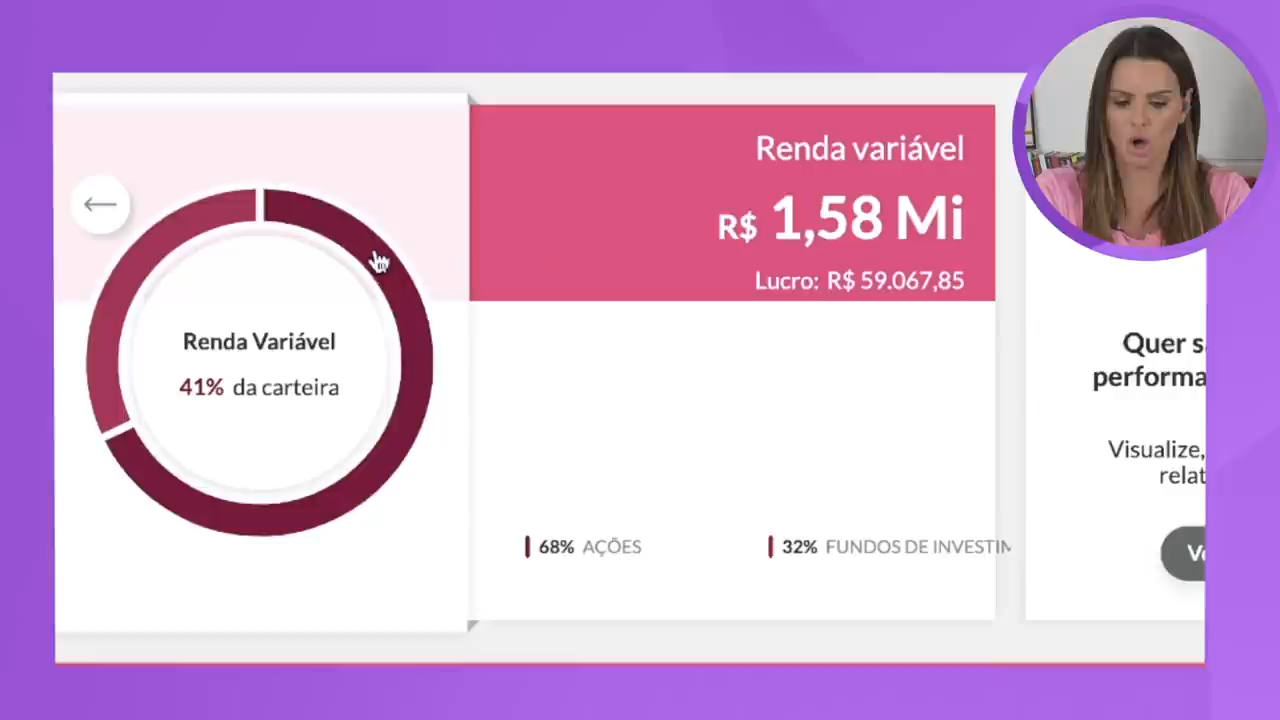 Renda variável
R$ 1,58 Mi
Lucro: R$ 59.067,85
Renda Variável
41% da carteira
68% AÇÕES
32% FUNDOS DE INVESTIM
Quer s
performa
Visualize,
relat
V